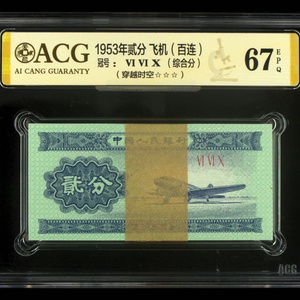 ACG
AI CANG GUARANTY
1953年贰分 飞机（百连）
冠号： VI VI X （综合分）
（穿越时空☆☆☆）
67
EPQ
中国人民银行
VI VI X
贰分
ACG